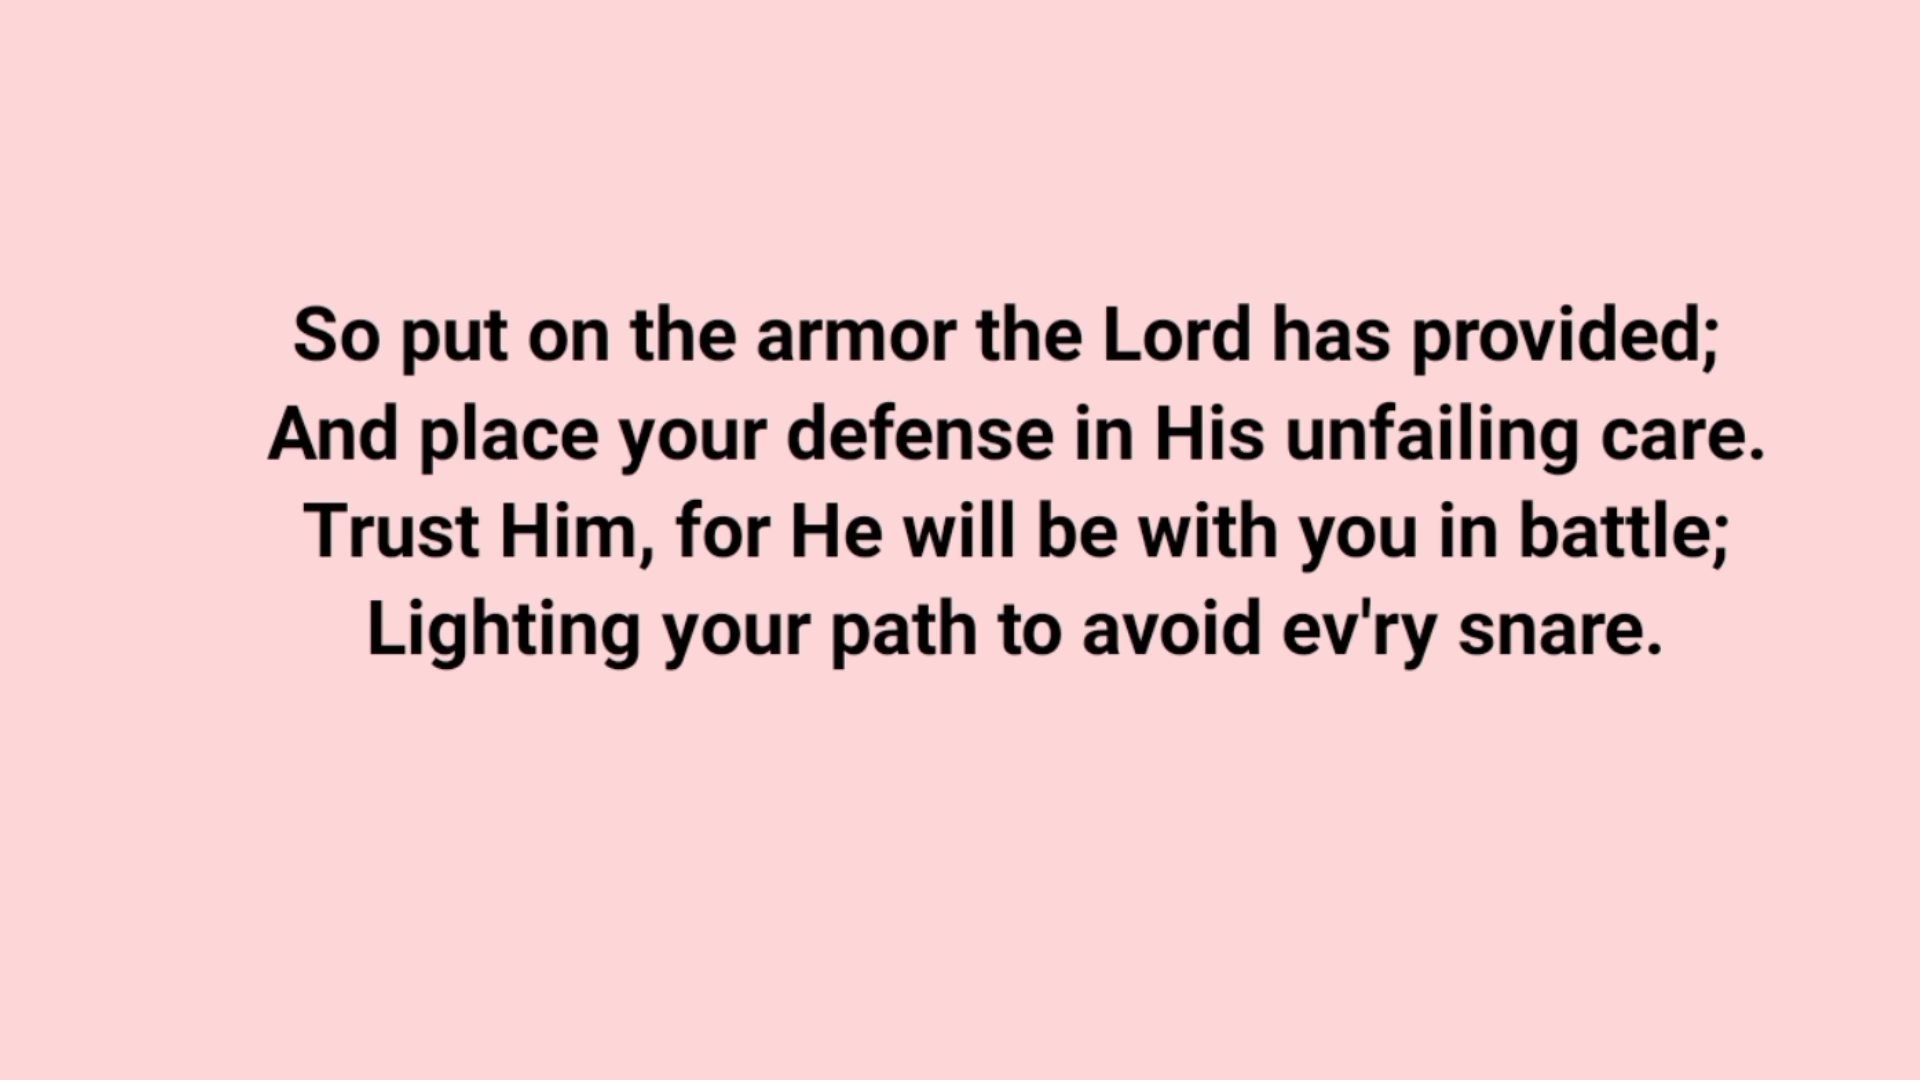 So put on the armor the Lord has provided;
And place your defense in His unfailing care.
Trust Him, for He will be with you in battle;
Lighting your path to avoid ev'ry snare.